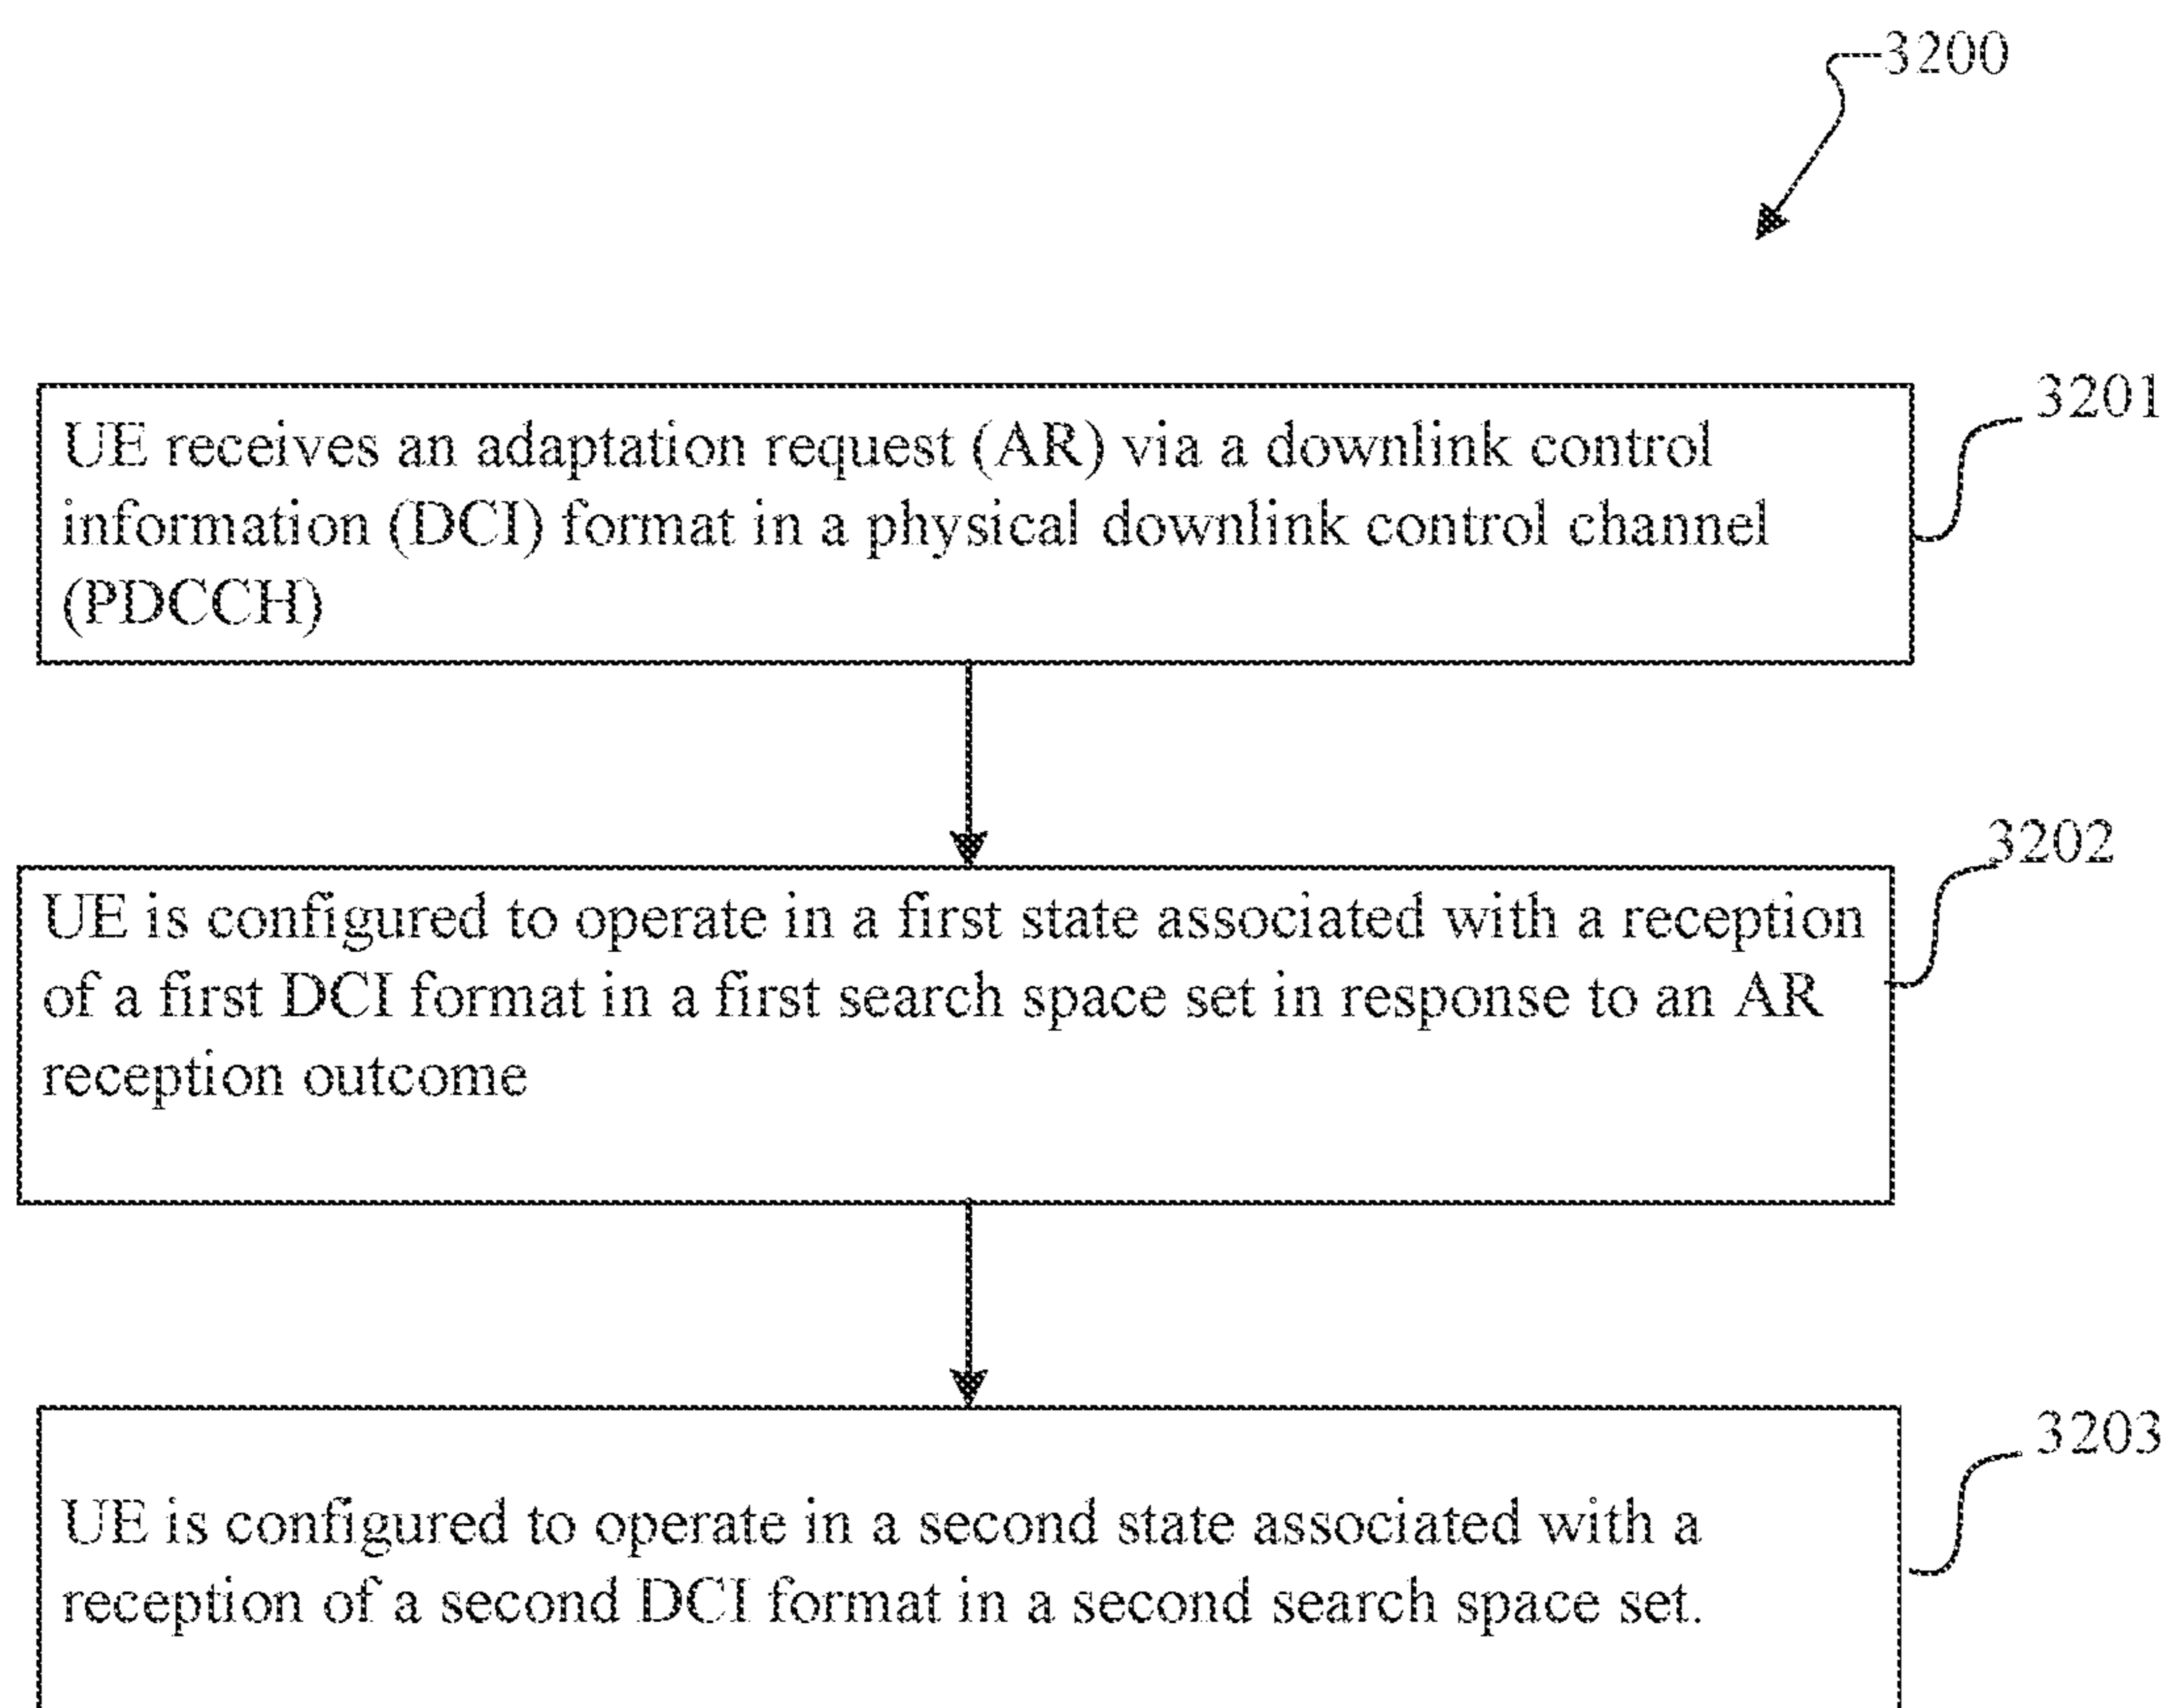 3200
3201
UE receives an adaptation request (AR) via a downlink control
information (DCI) format in a physical downlink control channel
(PDCCH)
3202
UE is configured to operate in a first state associated with a reception
of a first DCI format in a first search space set in response to an AR
reception outcome
3203
UE is configured to operate in a second state associated with a
reception of a second DCI format in a second search space set.